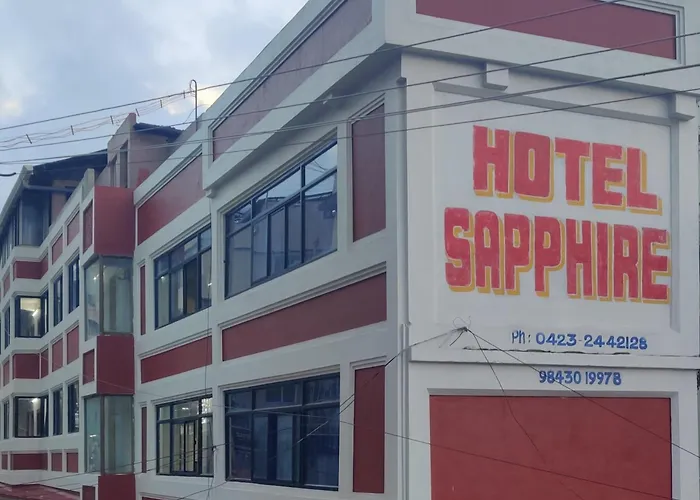 HOTEL
SAPPHIRE
Ph: 0423-2442128
98430 19978